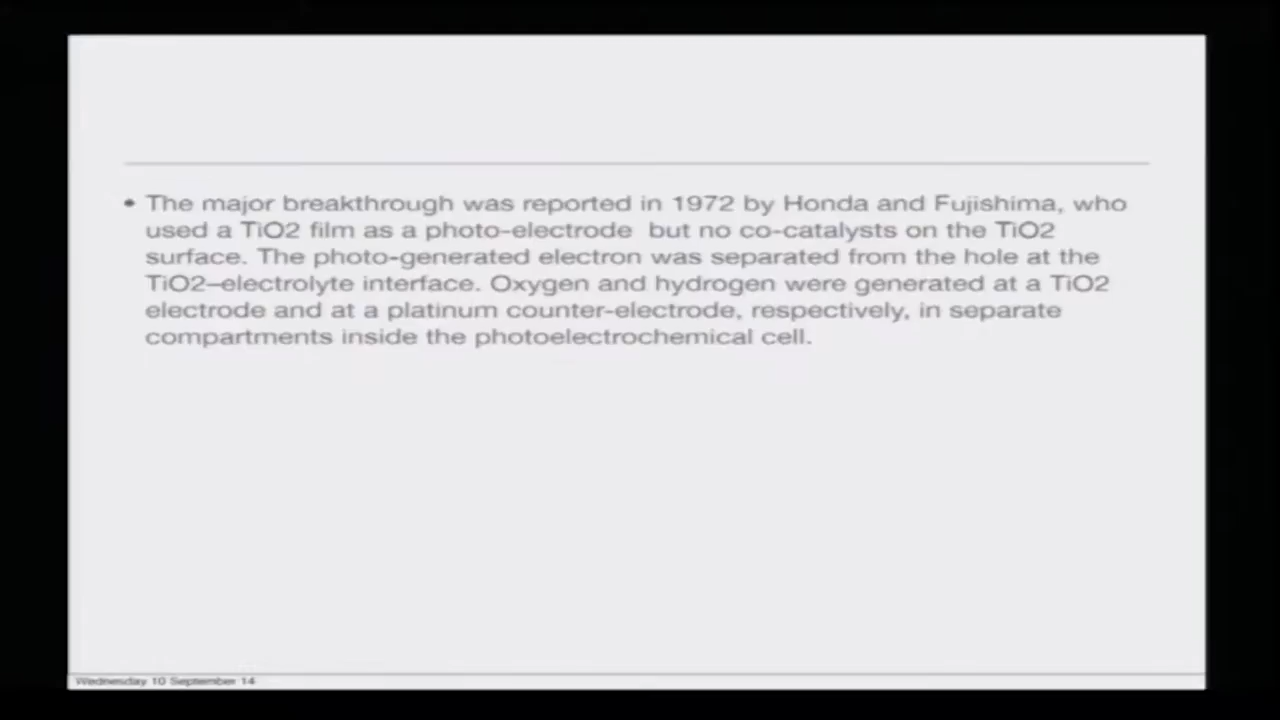 • The major breakthrough was reported in 1972 by Honda and Fujishima, who
used a TiO2 film as a photo-electrode but no co-catalysts on the TiO2
surface. The photo-generated electron was separated from the hole at the
TiO2–electrolyte interface. Oxygen and hydrogen were generated at a TiO2
electrode and at a platinum counter-electrode, respectively, in separate
compartments inside the photoelectrochemical cell.
Wednesday 10 September 14